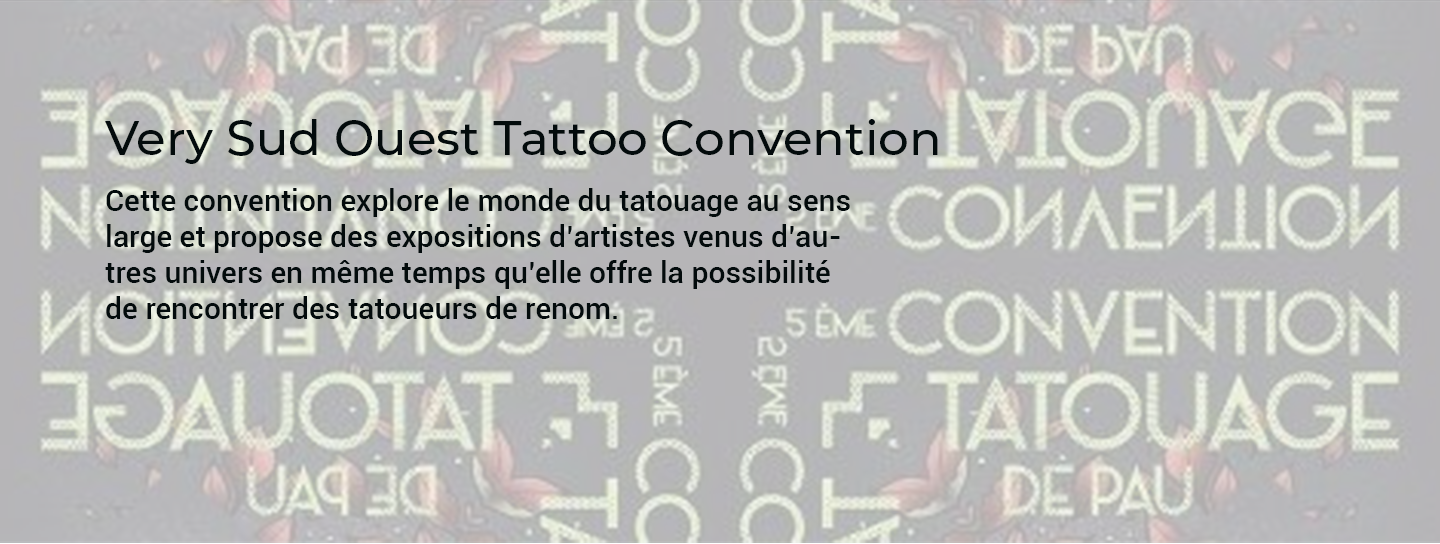 Very Sud Ouest Tattoo Convention
Cette convention explore le monde du tatouage au sens
large et propose des expositions d'artistes venus d'au-
tres univers en même temps qu'elle offre la possibilité
de rencontrer des tatoueurs de renom.
5 ÈME CONVENTION
TATOUAGE
DE PAU